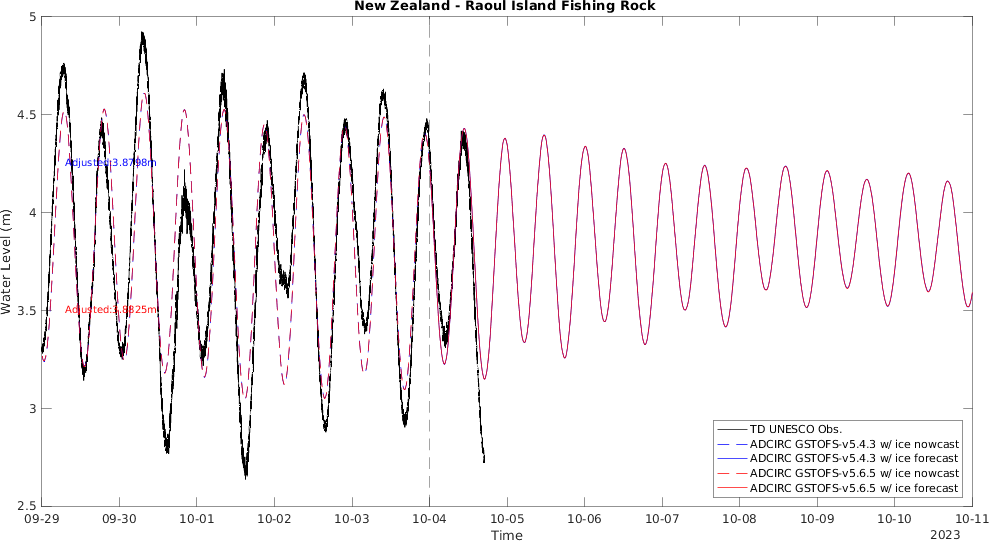 New Zealand - Raoul Island Fishing Rock
5
4.5
4
3.5
3
2.5
Water Level (m)
Adjusted:3.8798m
Adjusted:3.8325m
TD UNESCO Obs.
ADCIRC GSTOFS-v5.4.3 w/ ice nowcast
ADCIRC GSTOFS-v5.4.3 w/ ice forecast
ADCIRC GSTOFS-v5.6.5 w/ ice nowcast
ADCIRC GSTOFS-v5.6.5 w/ ice forecast
09-29 09-30 10-01 10-02 10-03 10-04 10-05 10-06 10-07 10-08 10-09 10-10 10-11
Time
2023